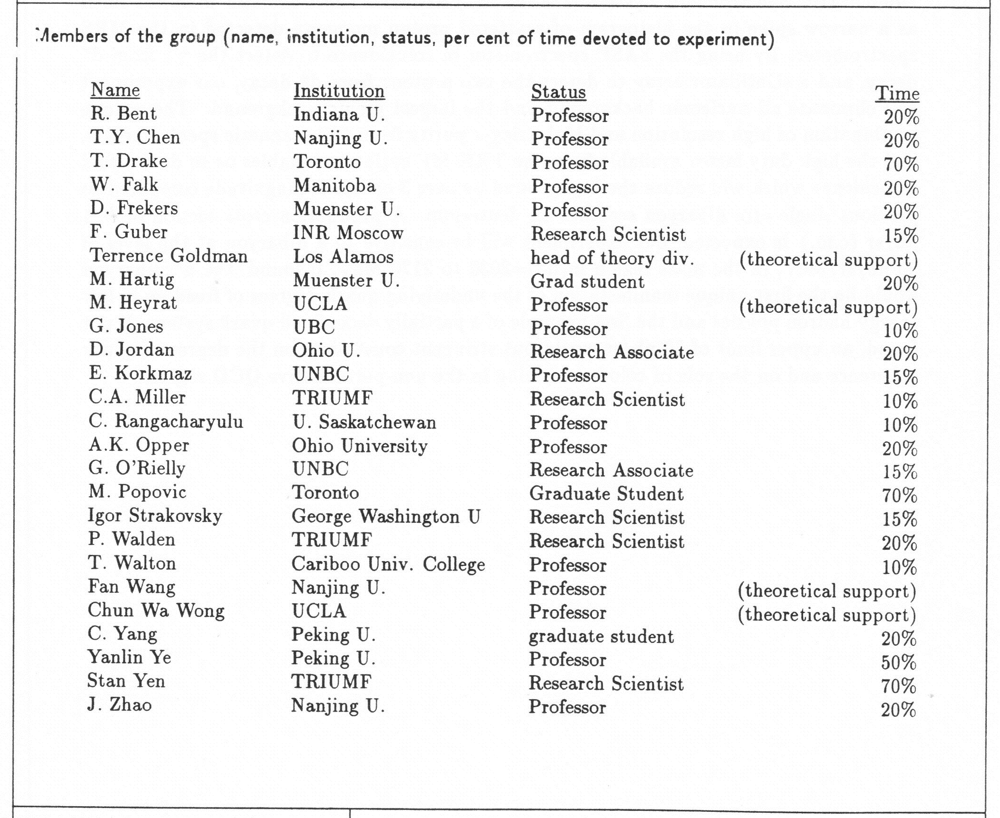 Members of the group (name, institution, status, per cent of time devoted to experiment)
Name Institution Status Time
R. Bent Indiana U. Professor 20%
T.Y. Chen Nanjing U. Professor 20%
T. Drake Toronto Professor 70%
W. Falk Manitoba Professor 20%
D. Frekers Muenster U. Professor 20%
F. Guber INR Moscow Research Scientist 15%
Terrence Goldman Los Alamos head of theory div. (theoretical support)
M. Hartig Muenster U. Grad student 20%
M. Heyrat UCLA Professor (theoretical support)
G. Jones UBC Professor 10%
D. Jordan Ohio U. Research Associate 20%
E. Korkmaz UNBC Professor 15%
C.A. Miller TRIUMF Research Scientist 10%
C. Rangacharyulu U. Saskatchewan Professor 10%
A.K. Opper Ohio University Professor 20%
G. O'Rielly UNBC Research Associate 15%
M. Popovic Toronto Graduate Student 70%
Igor Strakovsky George Washington U Research Scientist 15%
P. Walden TRIUMF Research Scientist 20%
T. Walton Cariboo Univ. College Professor 10%
Fan Wang Nanjing U. Professor (theoretical support)
Chun Wa Wong UCLA Professor (theoretical support)
C. Yang Peking U. graduate student 20%
Yanlin Ye Peking U. Professor 50%
Stan Yen TRIUMF Research Scientist 70%
J. Zhao Nanjing U. Professor 20%